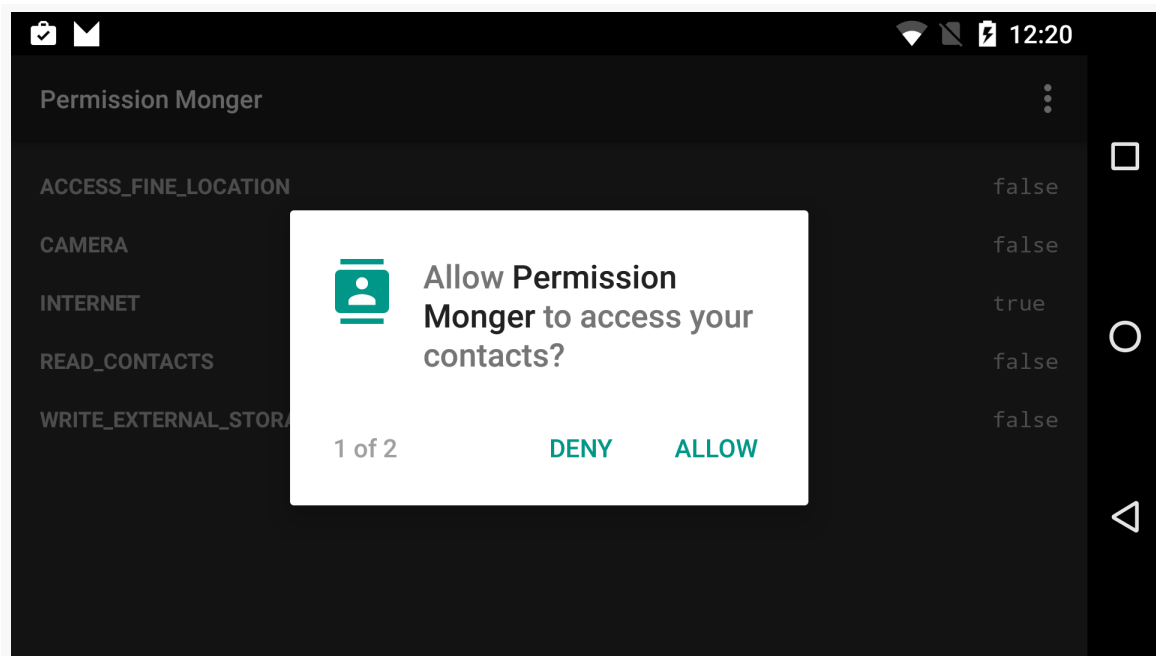 12:20
Permission Monger
ACCESS_FINE_LOCATION false
CAMERA false
INTERNET true
READ_CONTACTS false
WRITE_EXTERNAL_STORA false
Allow Permission
Monger to access your
contacts?
1 of 2 DENY ALLOW